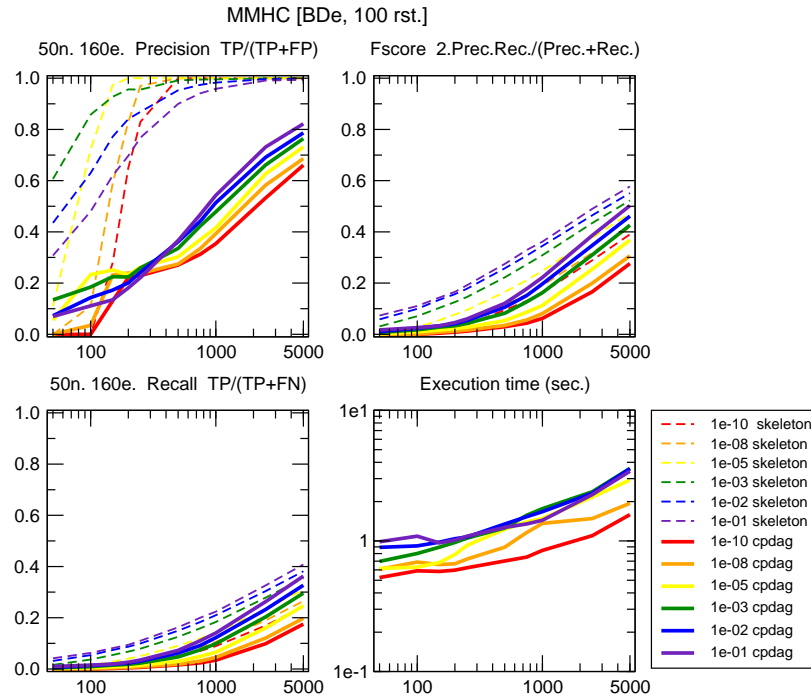 MMHC [BDe, 100 rst.]
50n. 160e. Precision TP/(TP+FP)
Fscore 2.Prec.Rec./(Prec.+Rec.)
1.0
0.8
0.6
0.4
0.2
0.0
100
1000
5000
1.0
0.8
0.6
0.4
0.2
0.0
100
1000
5000
50n. 160e. Recall TP/(TP+FN)
Execution time (sec.)
1.0
0.8
0.6
0.4
0.2
0.0
100
1000
5000
1e1
1
1e-1
100
1000
5000
1e-10 skeleton
1e-08 skeleton
1e-05 skeleton
1e-03 skeleton
1e-02 skeleton
1e-01 skeleton
1e-10 cpdag
1e-08 cpdag
1e-05 cpdag
1e-03 cpdag
1e-02 cpdag
1e-01 cpdag